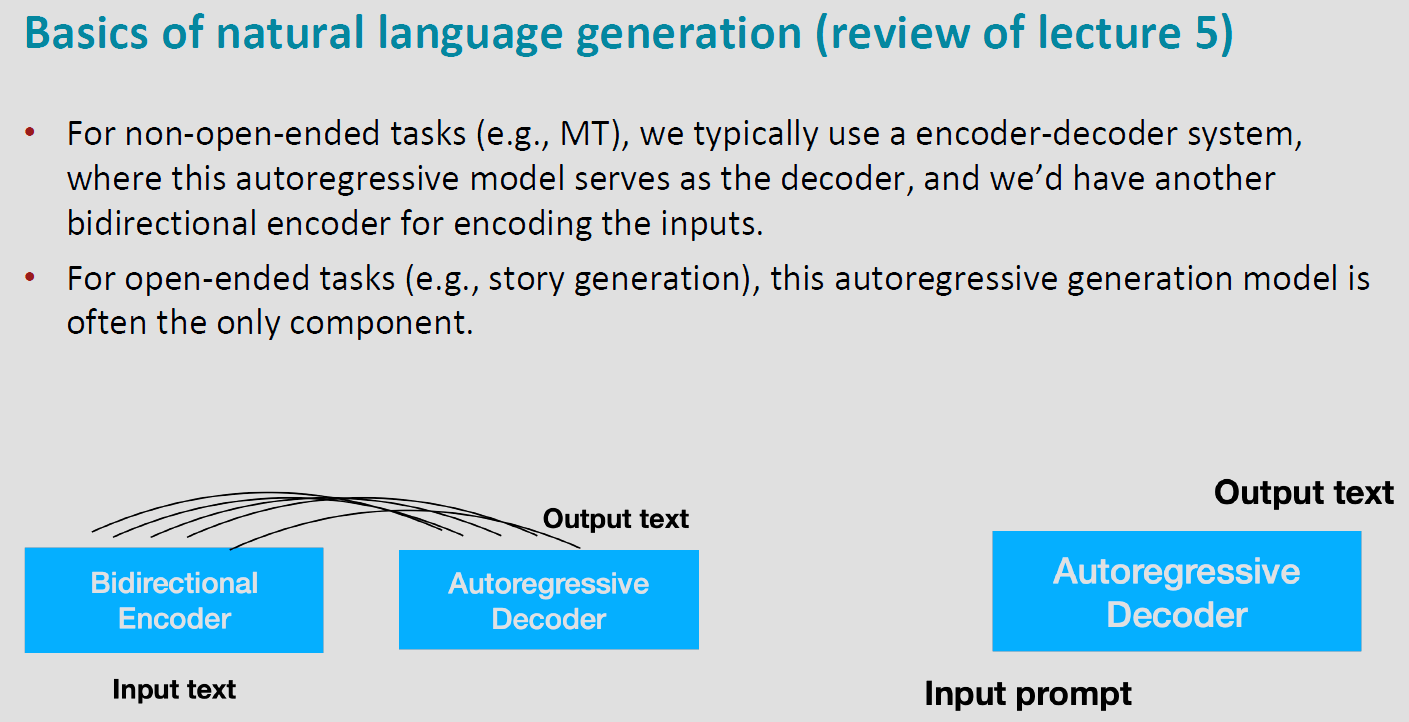 Basics of natural language generation (review of lecture 5)
• For non-open-ended tasks (e.g., MT), we typically use a encoder-decoder system,
where this autoregressive model serves as the decoder, and we’d have another
bidirectional encoder for encoding the inputs.
• For open-ended tasks (e.g., story generation), this autoregressive generation model is
often the only component.
Output text
Bidirectional
Encoder
Autoregressive
Decoder
Input text
Output text
Autoregressive
Decoder
Input prompt